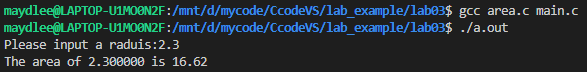 maydlee@LAPTOP-U1MO0N2F:/mnt/d/mycode/CcodeVS/lab_example/lab03$ gcc area.c main.c
maydlee@LAPTOP-U1MO0N2F:/mnt/d/mycode/CcodeVS/lab_example/lab03$ ./a.out
Please input a raduis:2.3
The area of 2.300000 is 16.62